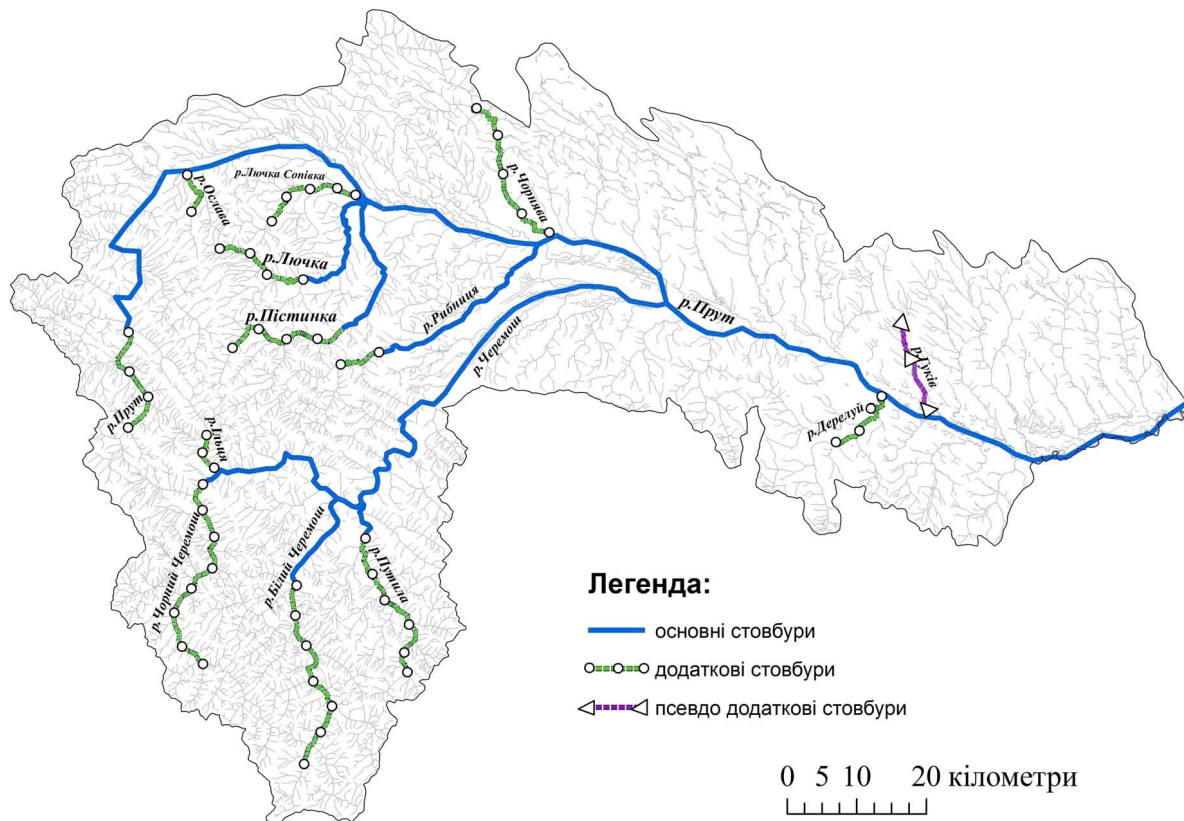 р.Чорнява
р.Лючка Сопівка
р.Ослава
р.Лючка
р.Пістинка
р.Рибниця
р.Черемош
р.Прут
р.Гуків
р.Прут
р.Дерелуй
р.Ільця
р.Чорний Черемош
р.Білий Черемош
р.Путила
Легенда:
основні стовбури
додаткові стовбури
псевдо додаткові стовбури
0 5 10 20 кілометри